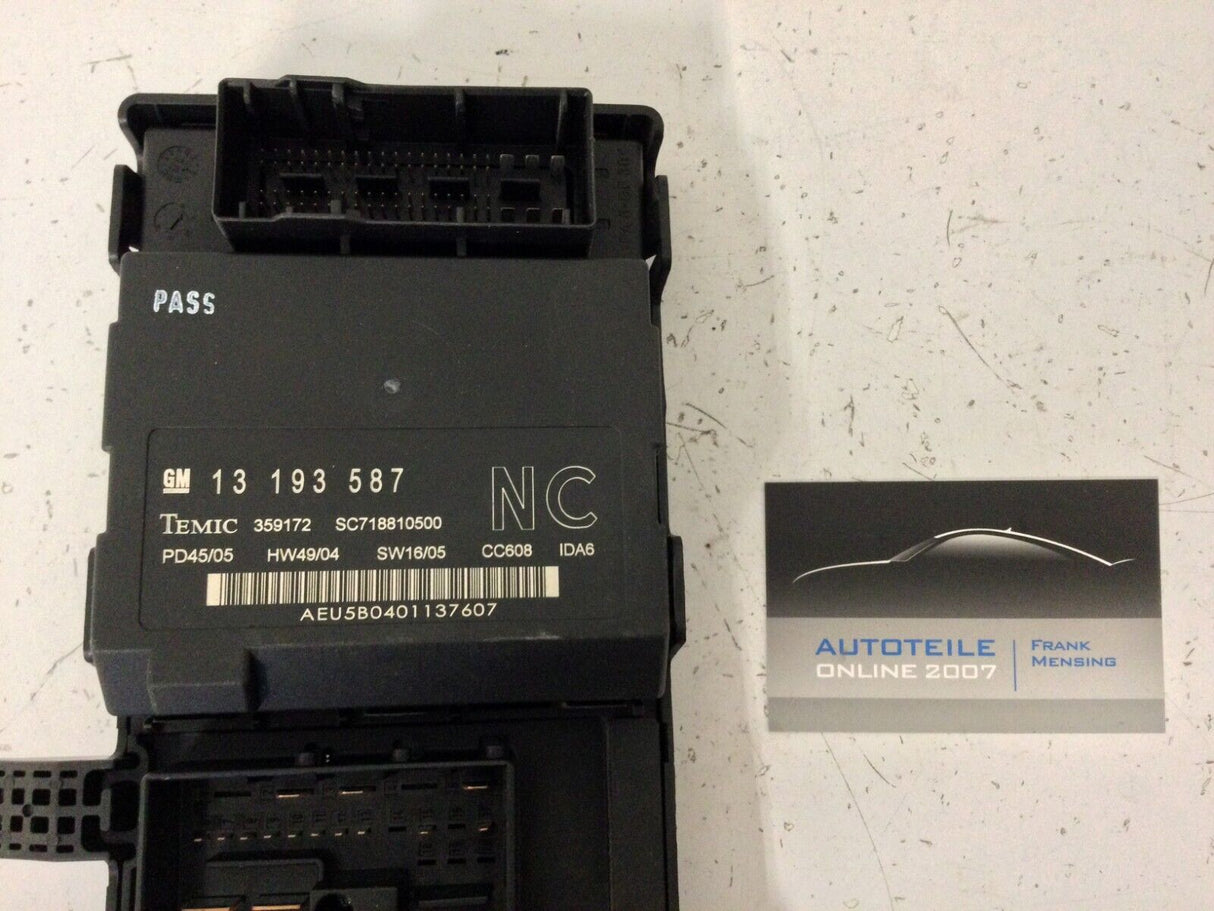 PASS
GM 13 193 587
NC
TEMIC 359172 SC718810500
PD45/05 HW49/04 SW16/05 CC608 IDA6
AEU5B0401137607
AUTOTEILE
ONLINE 2007
FRANK
MENSING